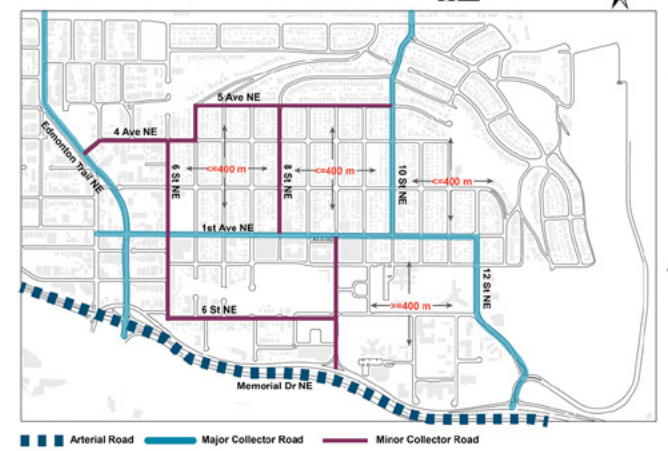 5 Ave NE
4 Ave NE
Edmonton Trail NE
6 St NE
<=400 m
8 St NE
<=400 m
10 St NE
<=400 m
1st Ave NE
12 St NE
>=400 m
6 St NE
Memorial Dr NE
Arterial Road
Major Collector Road
Minor Collector Road